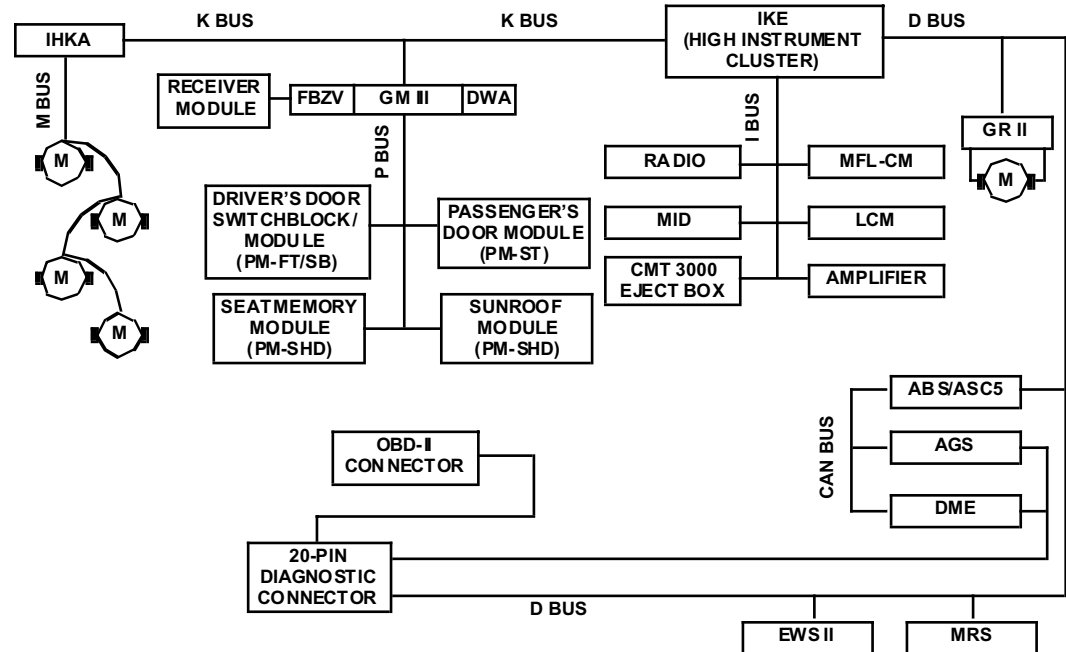 K BUS
K BUS
IKE
(HIGH INSTRUMENT
CLUSTER)
D BUS
IHKA
M BUS
RECEIVER
MODULE
FBZV
GM III
DWA
P BUS
I BUS
GR II
M
M
M
M
M
RADIO
MFL-CM
DRIVER'S DOOR
SWITCHBLOCK/
MODULE
(PM-FT/SB)
PASSENGER'S
DOOR MODULE
(PM-ST)
MID
LCM
CMT 3000
EJECT BOX
AMPLIFIER
SEAT MEMORY
MODULE
(PM-SHD)
SUNROOF
MODULE
(PM-SHD)
ABS/ASC5
CAN BUS
AGS
DME
OBD-II
CONNECTOR
20-PIN
DIAGNOSTIC
CONNECTOR
D BUS
EWS II
MRS